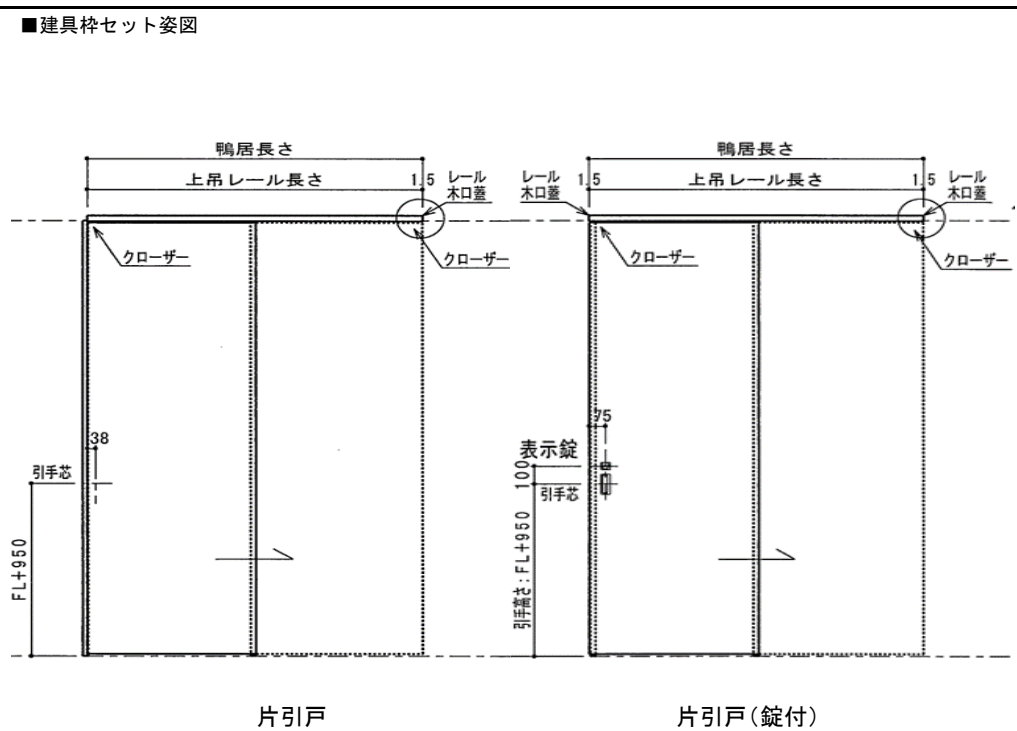 ■建具枠セット姿図
鴨居長さ
上吊レール長さ
1.5
レール
木口蓋
クローザー
クローザー
38
引手芯
FL+950
片引戸
鴨居長さ
レール
木口蓋
1.5
上吊レール長さ
1.5
レール
木口蓋
クローザー
クローザー
75
表示錠
100
引手芯
引手高さ:FL+950
片引戸(錠付)